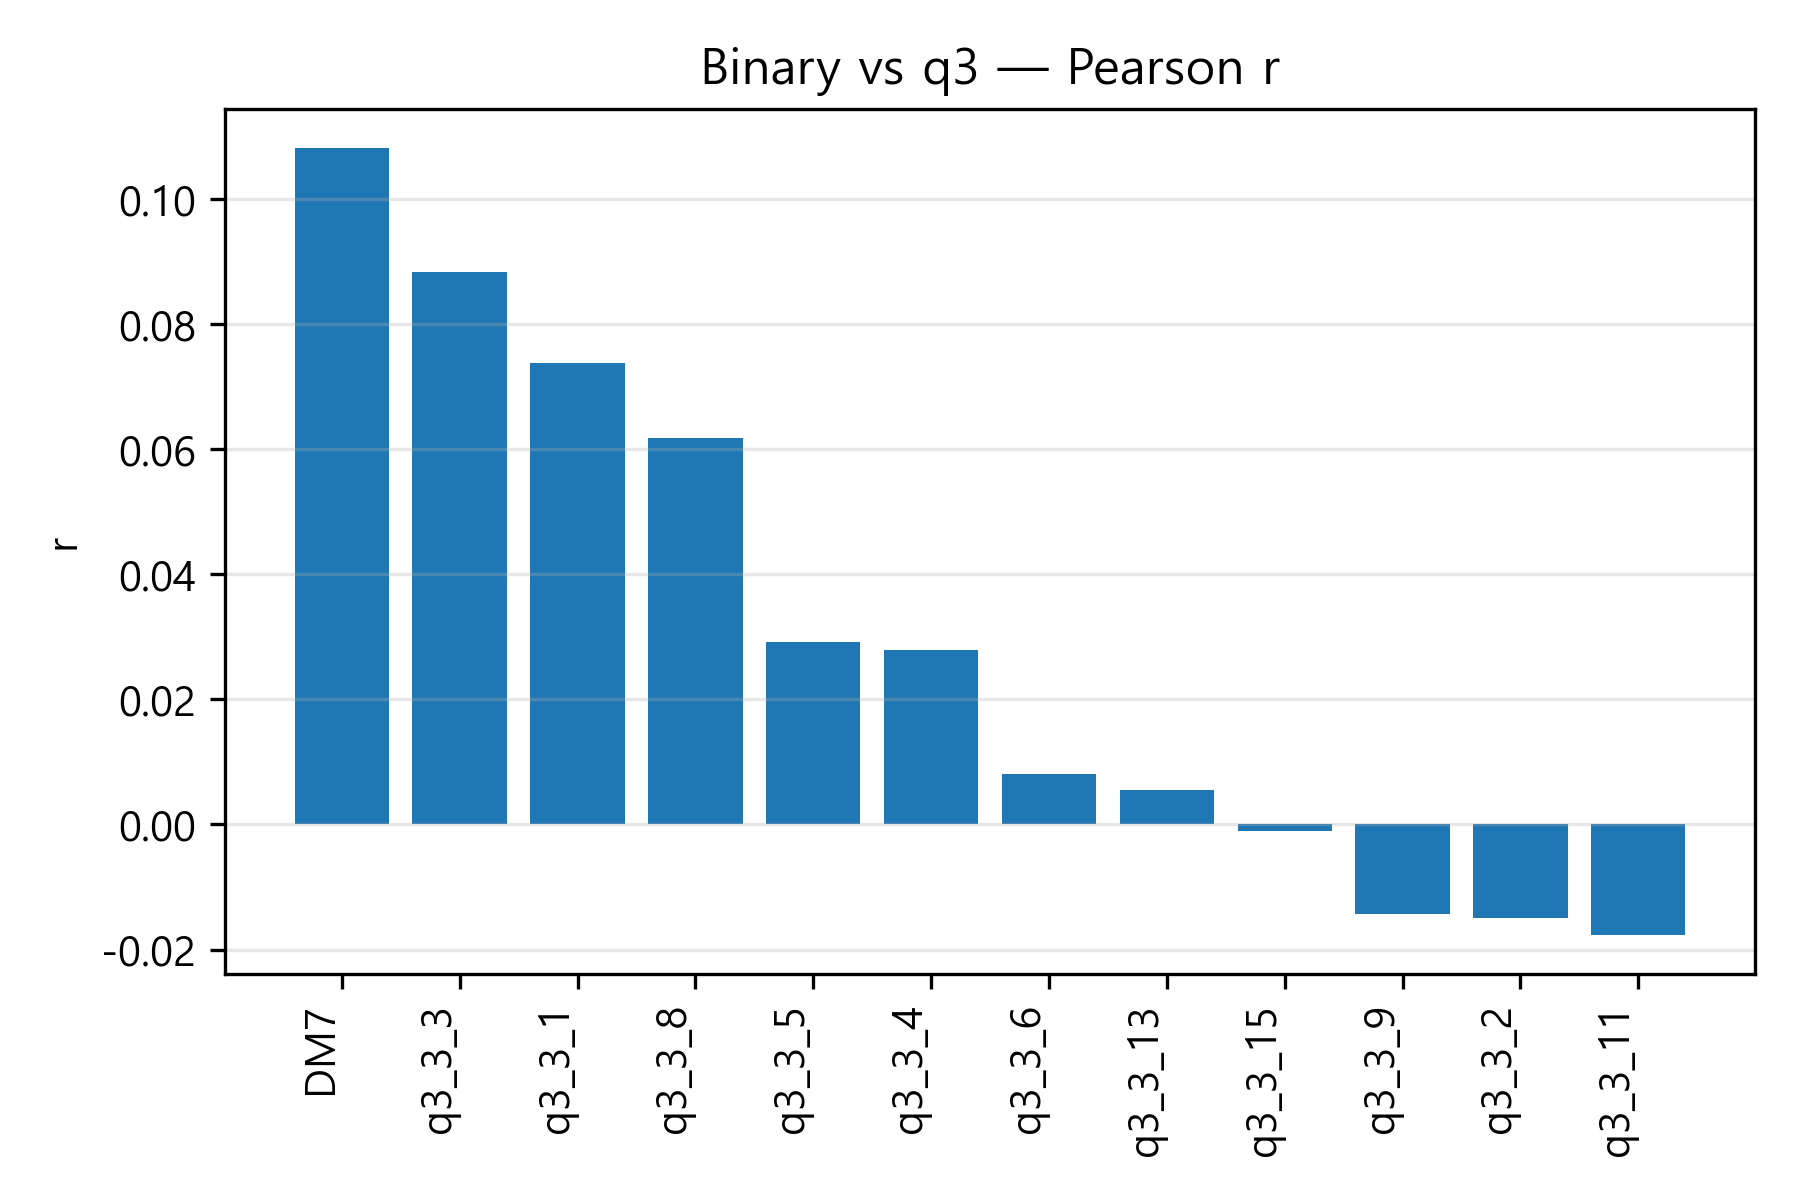 Binary vs q3 — Pearson r
r
0.10
0.08
0.06
0.04
0.02
0.00
-0.02
DM7
q3_3_3
q3_3_1
q3_3_8
q3_3_5
q3_3_4
q3_3_6
q3_3_13
q3_3_15
q3_3_9
q3_3_2
q3_3_11